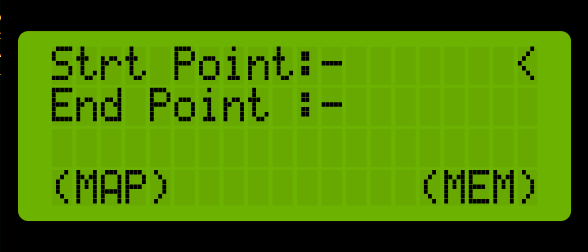 Strt Point:- <
End Point :-
(MAP) (MEM)